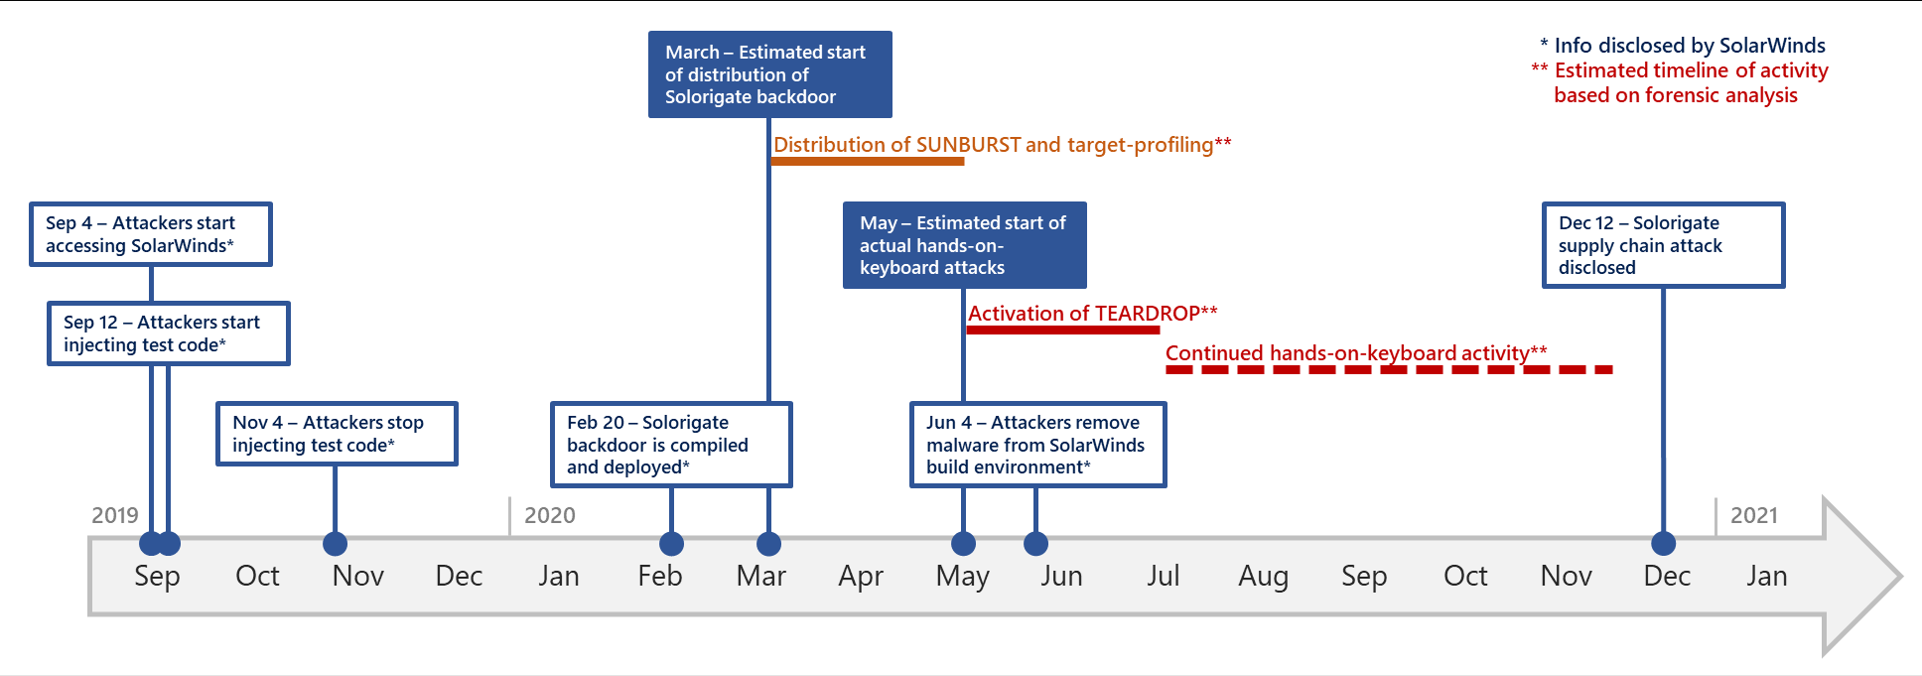 * Info disclosed by SolarWinds
** Estimated timeline of activity
based on forensic analysis
March – Estimated start
of distribution of
Solorigate backdoor
Distribution of SUNBURST and target-profiling**
Sep 4 – Attackers start
accessing SolarWinds*
May – Estimated start of
actual hands-on-
keyboard attacks
Dec 12 – Solorigate
supply chain attack
disclosed
Sep 12 – Attackers start
injecting test code*
Activation of TEARDROP**
Continued hands-on-keyboard activity**
Nov 4 – Attackers stop
injecting test code*
Feb 20 – Solorigate
backdoor is compiled
and deployed*
Jun 4 – Attackers remove
malware from SolarWinds
build environment*
2019 2020 2021
Sep Oct Nov Dec Jan Feb Mar Apr May Jun Jul Aug Sep Oct Nov Dec Jan